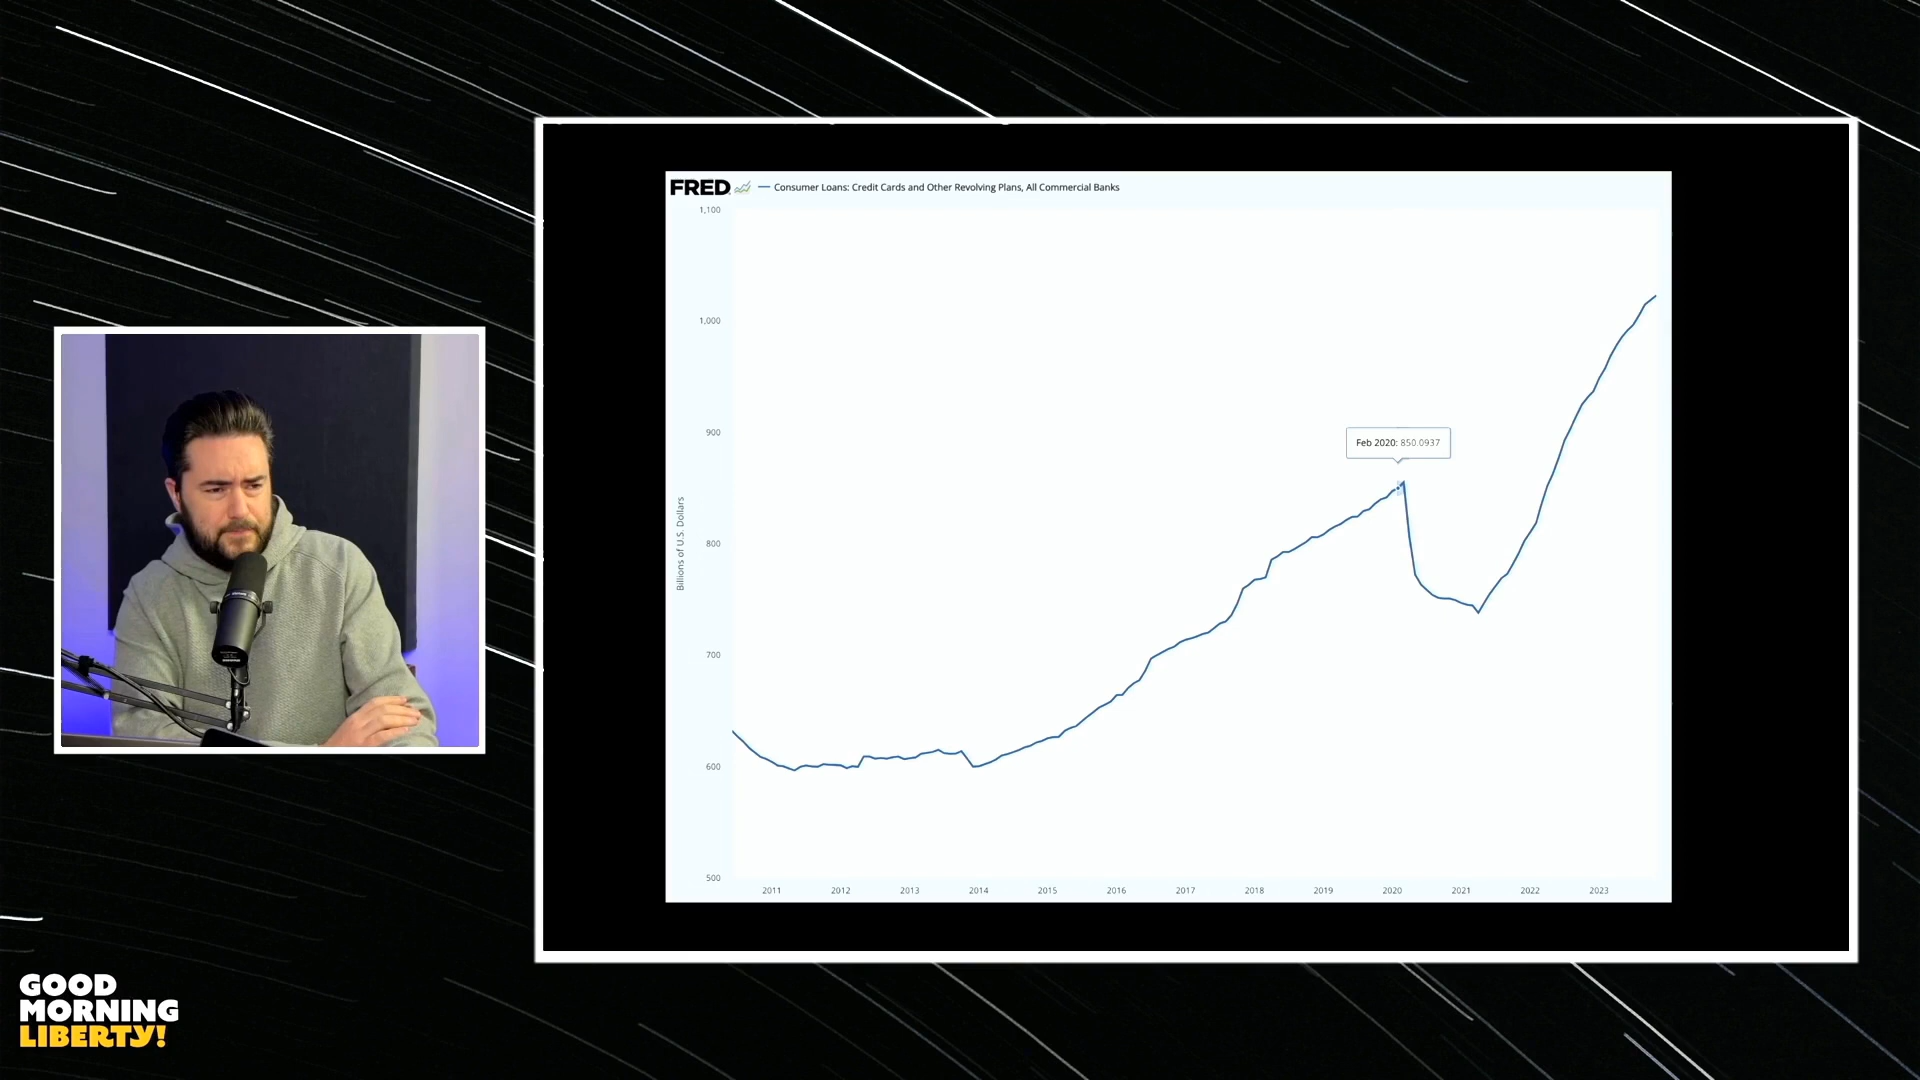 FRED Consumer Loans: Credit Cards and Other Revolving Plans, All Commercial Banks
1,100
1,000
900
800
700
600
500
Billions of U.S. Dollars
Feb 2020: 850.0937
2011 2012 2013 2014 2015 2016 2017 2018 2019 2020 2021 2022 2023
GOOD
MORNING
LIBERTY!